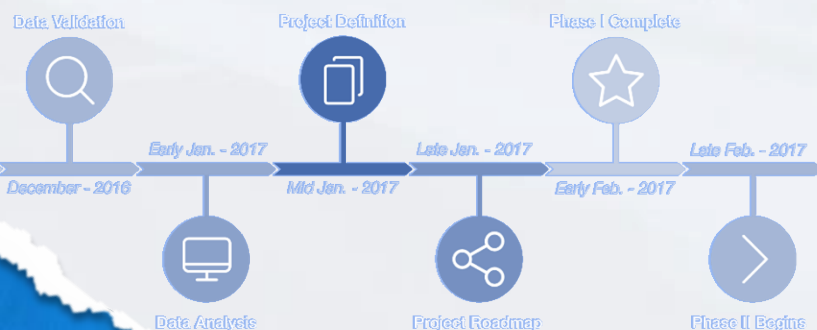 Data Validation
Project Definition
Phase I Complete
Early Jan. - 2017
Late Jan. - 2017
Late Feb. - 2017
December - 2016
Mid Jan. - 2017
Early Feb. - 2017
Data Analysis
Project Roadmap
Phase II Begins